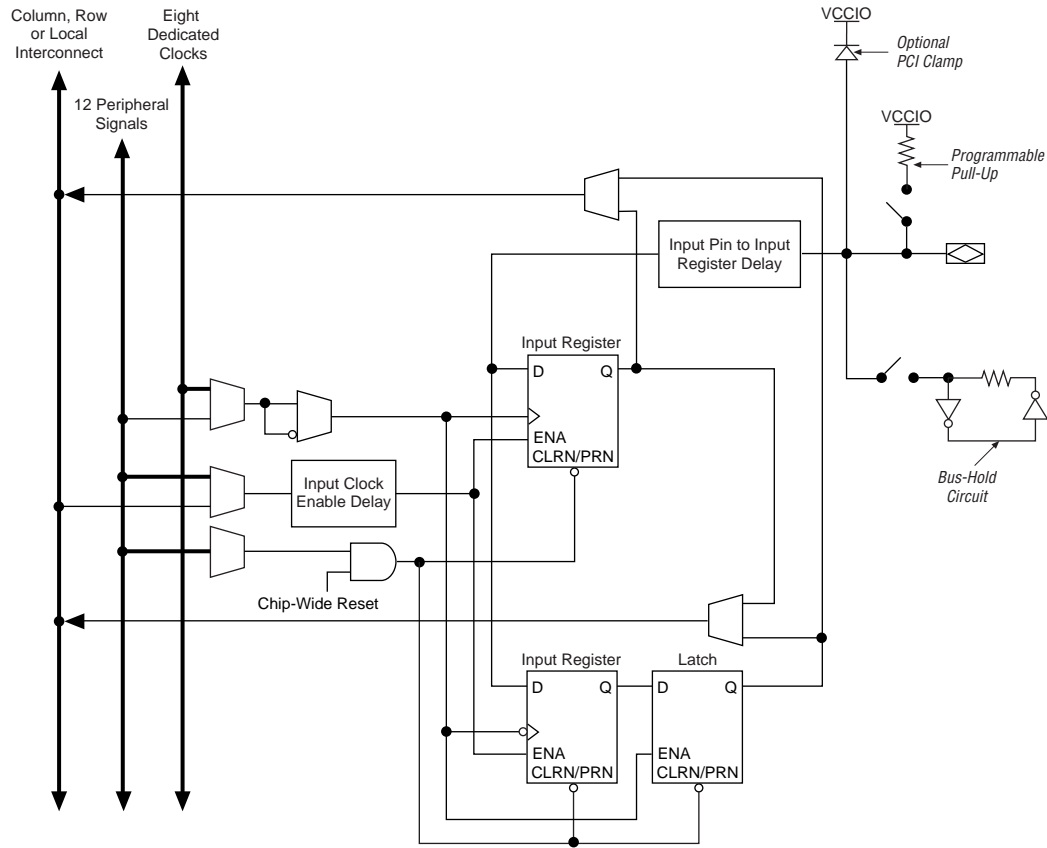 Column, Row
or Local
Interconnect
Eight
Dedicated
Clocks
12 Peripheral
Signals
VCCIO
Optional
PCI Clamp
VCCIO
Programmable
Pull-Up
Input Pin to Input
Register Delay
Input Register
D
Q
ENA
CLRN/PRN
Input Clock
Enable Delay
Bus-Hold
Circuit
Chip-Wide Reset
Input Register
D
Q
ENA
CLRN/PRN
Latch
D
Q
ENA
CLRN/PRN